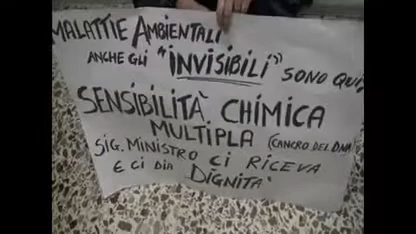 MALATTIE AMBIENTALI
ANCHE GLI "INVISIBILI" SONO QUI
SENSIBILITÀ CHIMICA
MULTIPLA (CANCRO DEL DNA
SIG. MINISTRO CI RICEVA
E CI DIA DIGNITA'